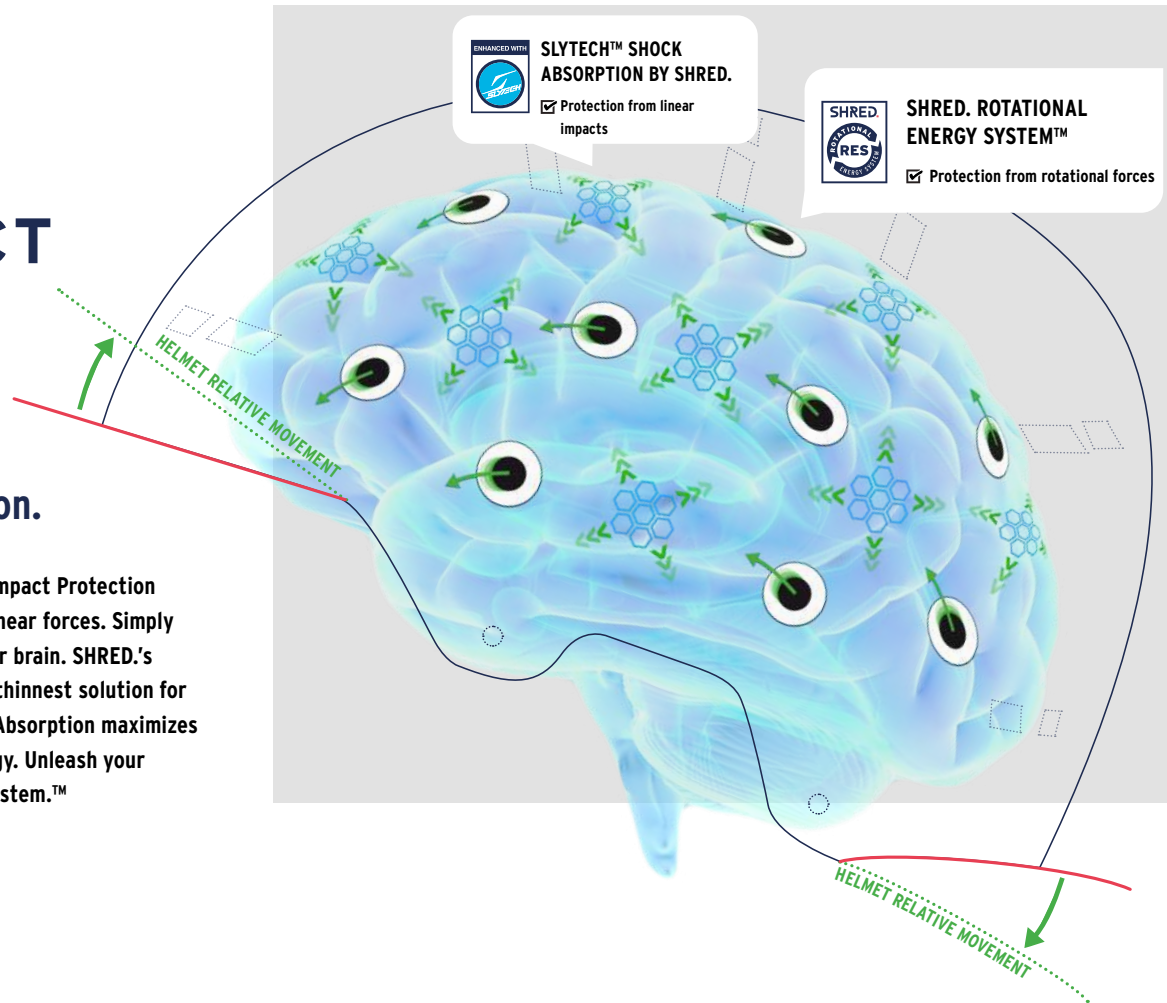 ENHANCED WITH
SLYTECH
SLYTECH™ SHOCK
ABSORPTION BY SHRED.
Protection from linear
impacts
SHRED.
ROTATIONAL
RES
ENERGY SYSTEM
SHRED. ROTATIONAL
ENERGY SYSTEM™
Protection from rotational forces
CT
HELMET RELATIVE MOVEMENT
on.
mpact Protection
near forces. Simply
r brain. SHRED.’s
thinnest solution for
Absorption maximizes
gy. Unleash your
stem.™
HELMET RELATIVE MOVEMENT